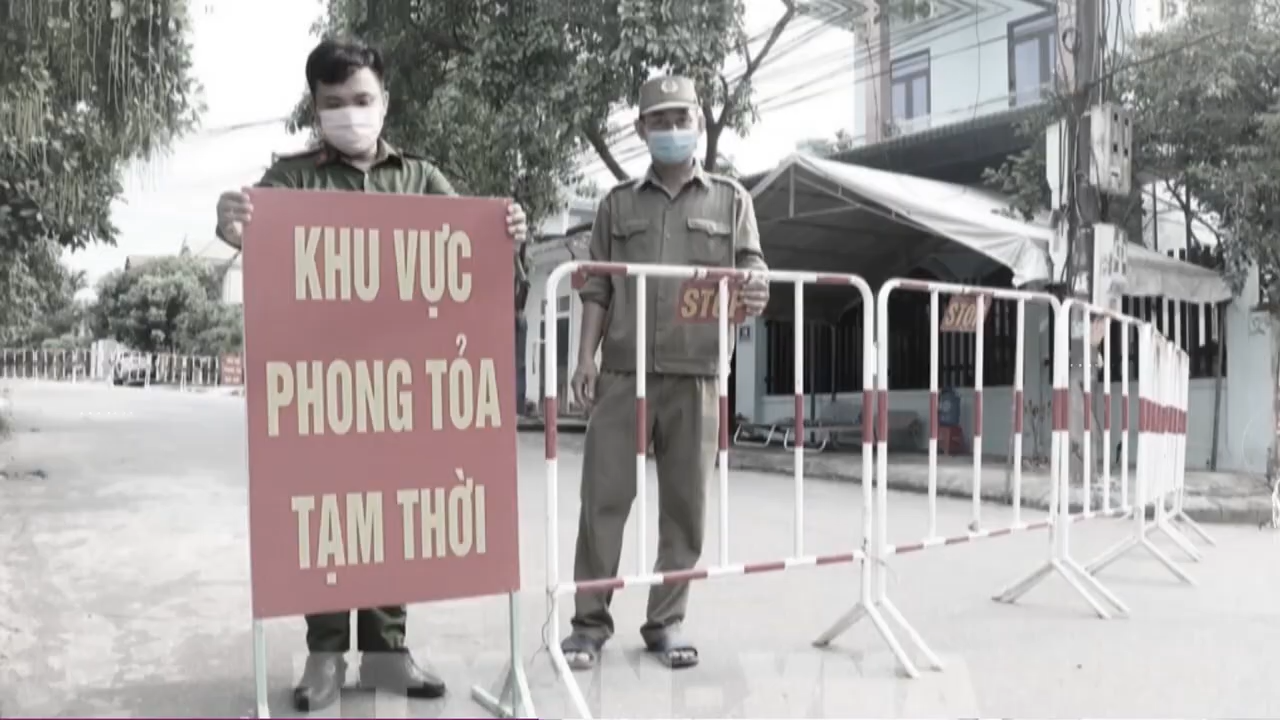 KHU VỰC
PHONG TỎA
TẠM THỜI
STOP
STOP